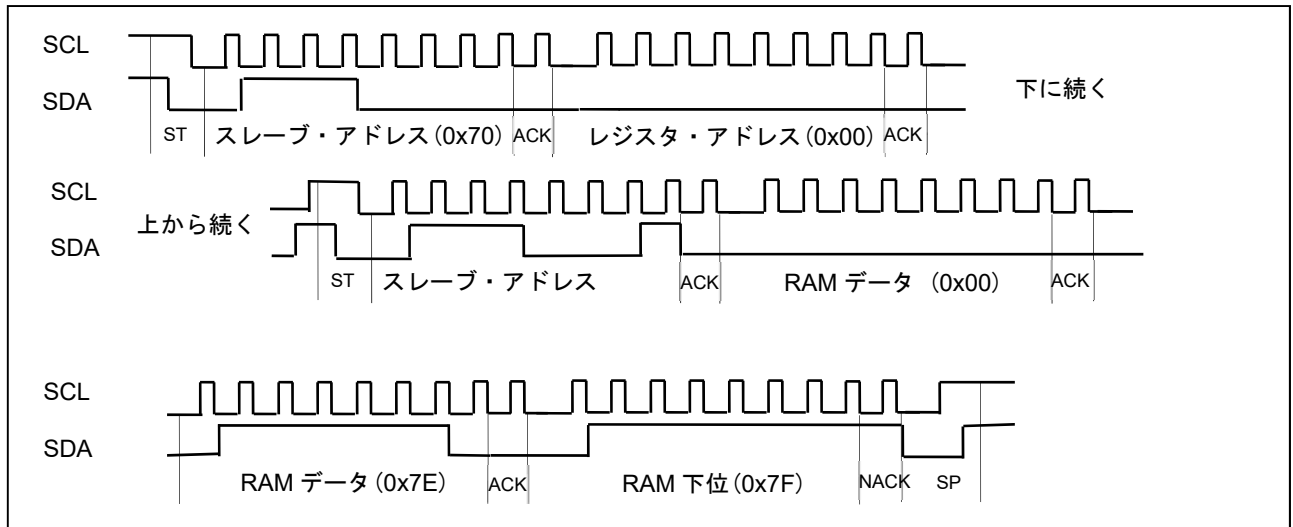 SCL
SDA
下に続く
ST スレーブ・アドレス(0x70) ACK レジスタ・アドレス(0x00) ACK
SCL
上から続く
SDA
ST スレーブ・アドレス ACK RAM データ (0x00) ACK
SCL
SDA
RAM データ(0x7E) ACK RAM 下位(0x7F) NACK SP